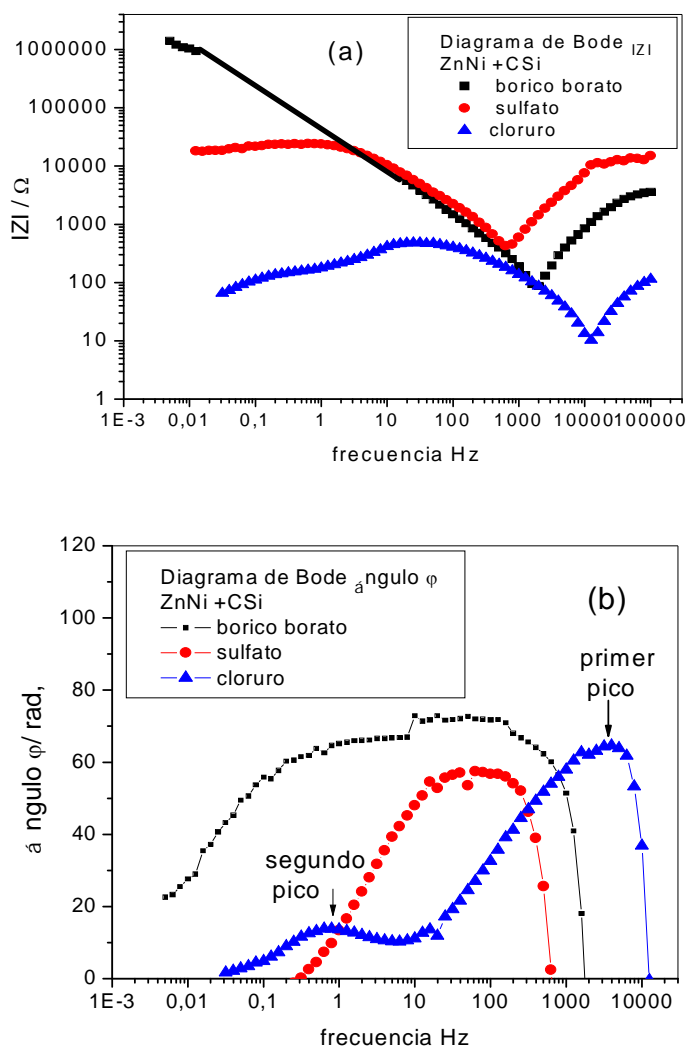 (a)
Diagrama de Bode IZI
ZnNi +CSi
borico borato
sulfato
cloruro
IZI / Ω
1000000
100000
10000
1000
100
10
1
1E-3 0,01 0,1 1 10 100 1000 10000 100000
frecuencia Hz
(b)
Diagrama de Bode ángulo φ
ZnNi +CSi
borico borato
sulfato
cloruro
primer
pico
segundo
pico
á ngulo φ/ rad,
120
100
80
60
40
20
0
1E-3 0,01 0,1 1 10 100 1000 10000
frecuencia Hz